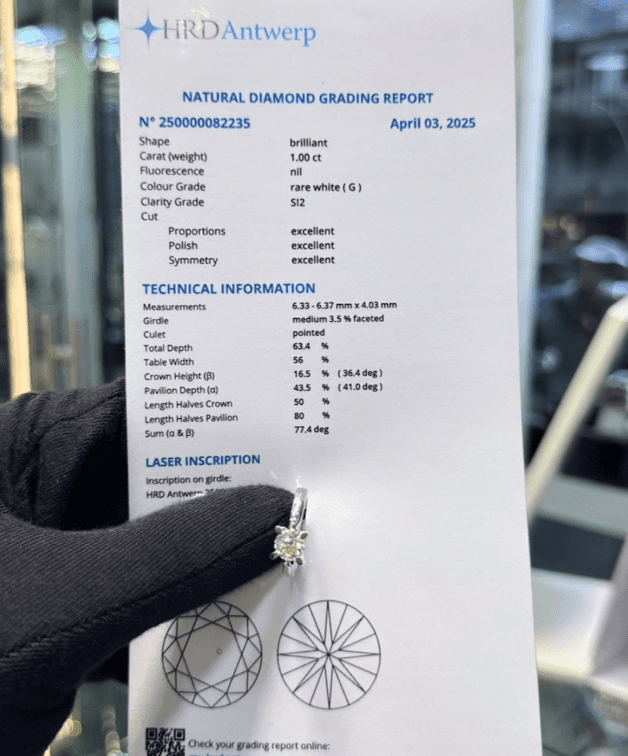 HRD Antwerp
NATURAL DIAMOND GRADING REPORT
N° 250000082235 April 03, 2025
Shape brilliant
Carat (weight) 1.00 ct
Fluorescence nil
Colour Grade rare white ( G )
Clarity Grade SI2
Cut
Proportions excellent
Polish excellent
Symmetry excellent
TECHNICAL INFORMATION
Measurements 6.33 - 6.37 mm x 4.03 mm
Girdle medium 3.5 % faceted
Culet pointed
Total Depth 63.4 %
Table Width 56 %
Crown Height (β) 16.5 % ( 36.4 deg )
Pavilion Depth (α) 43.5 % ( 41.0 deg )
Length Halves Crown 50 %
Length Halves Pavilion 80 %
Sum (α & β) 77.4 deg
LASER INSCRIPTION
Inscription on girdle:
HRD Antwerp
Check your grading report online: